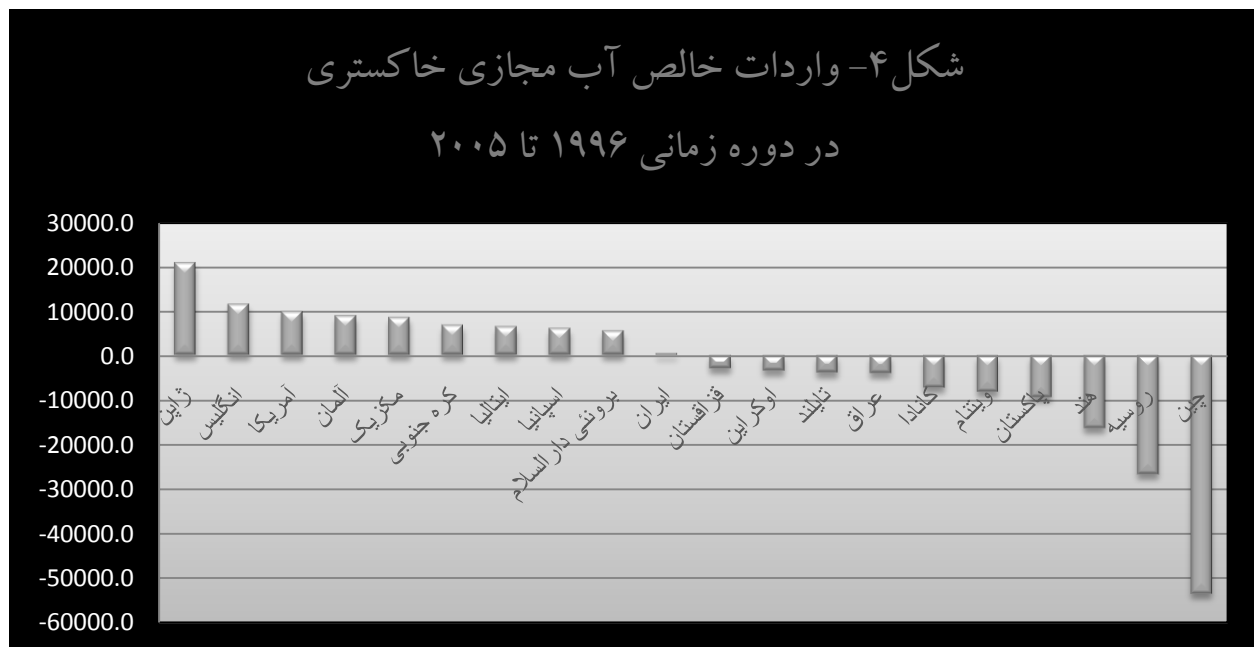 شکل۴- واردات خالص آب مجازی خاکستری
در دوره زمانی ۱۹۹۶ تا ۲۰۰۵
30000.0
20000.0
10000.0
0.0
-10000.0
-20000.0
-30000.0
-40000.0
-50000.0
-60000.0
ژاپن
انگلیس
آمریکا
آلمان
مکزیک
کره جنوبی
ایتالیا
اسپانیا
برونئی دارالسلام
ایران
قزاقستان
اوکراین
تایلند
عراق
کانادا
ویتنام
پاکستان
هند
روسیه
چین